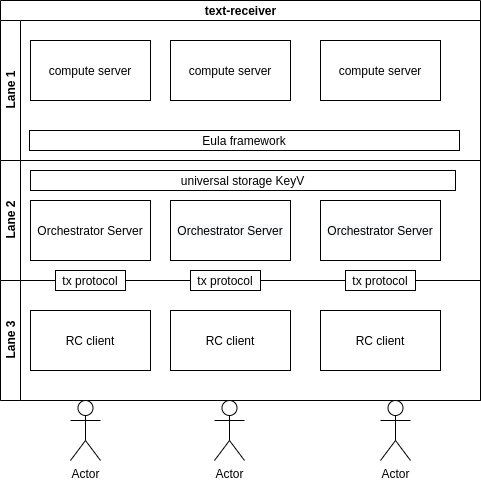 text-receiver
Lane 1
compute server
compute server
compute server
Eula framework
Lane 2
universal storage KeyV
Orchestrator Server
Orchestrator Server
Orchestrator Server
tx protocol
tx protocol
tx protocol
Lane 3
RC client
RC client
RC client
Actor
Actor
Actor